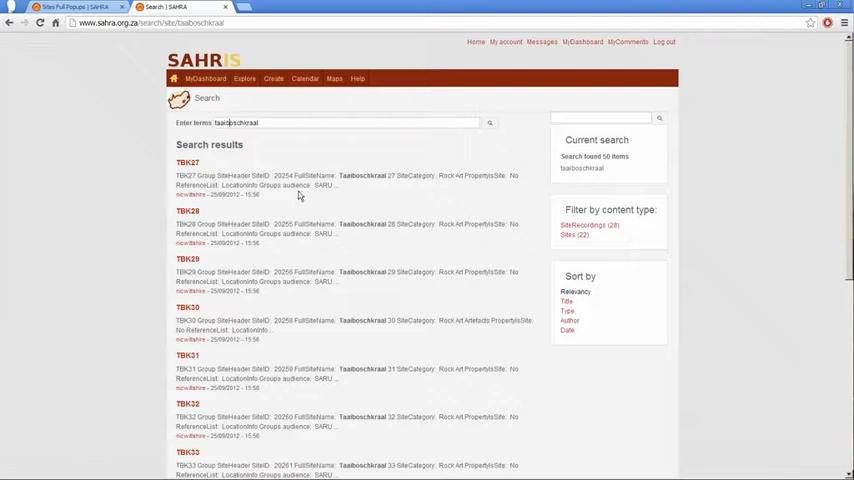 Sites Full Popups | SAHRA
Search | SAHRA
www.sahra.org.za/search/site/taaiboschkraal
Home My account Messages MyDashboard MyComments Log out
SAHRIS
MyDashboard Explore Create Calendar Maps Help
Search
Enter terms taaiboschkraal
Search results
TBK27
TBK27 Group SiteHeader SiteID: 20254 FullSiteName: Taaiboschkraal 27 SiteCategory: Rock Art PropertyIsSite: No
ReferenceList: LocationInfo Groups audience: SARU ...
nicwiltshire - 25/09/2012 - 15:56
TBK28
TBK28 Group SiteHeader SiteID: 20255 FullSiteName: Taaiboschkraal 28 SiteCategory: Rock Art PropertyIsSite: No
ReferenceList: LocationInfo Groups audience: SARU ...
nicwiltshire - 25/09/2012 - 15:56
TBK29
TBK29 Group SiteHeader SiteID: 20256 FullSiteName: Taaiboschkraal 29 SiteCategory: Rock Art PropertyIsSite: No
ReferenceList: LocationInfo Groups audience: SARU ...
nicwiltshire - 25/09/2012 - 15:56
TBK30
TBK30 Group SiteHeader SiteID: 20258 FullSiteName: Taaiboschkraal 30 SiteCategory: Rock Art Artefacts PropertyIsSite:
No ReferenceList: LocationInfo...
nicwiltshire - 25/09/2012 - 15:56
TBK31
TBK31 Group SiteHeader SiteID: 20259 FullSiteName: Taaiboschkraal 31 SiteCategory: Rock Art PropertyIsSite: No
ReferenceList: LocationInfo Groups audience: SARU ...
nicwiltshire - 25/09/2012 - 15:56
TBK32
TBK32 Group SiteHeader SiteID: 20260 FullSiteName: Taaiboschkraal 32 SiteCategory: Rock Art PropertyIsSite: No
ReferenceList: LocationInfo Groups audience: SARU ...
nicwiltshire - 25/09/2012 - 15:56
TBK33
TBK33 Group SiteHeader SiteID: 20261 FullSiteName: Taaiboschkraal 33 SiteCategory: Rock Art PropertyIsSite: No
ReferenceList: LocationInfo Groups audience: SARU ...
Current search
Search found 50 items
taaiboschkraal
Filter by content type:
SiteRecordings (28)
Sites (22)
Sort by
Relevancy
Title
Type
Author
Date